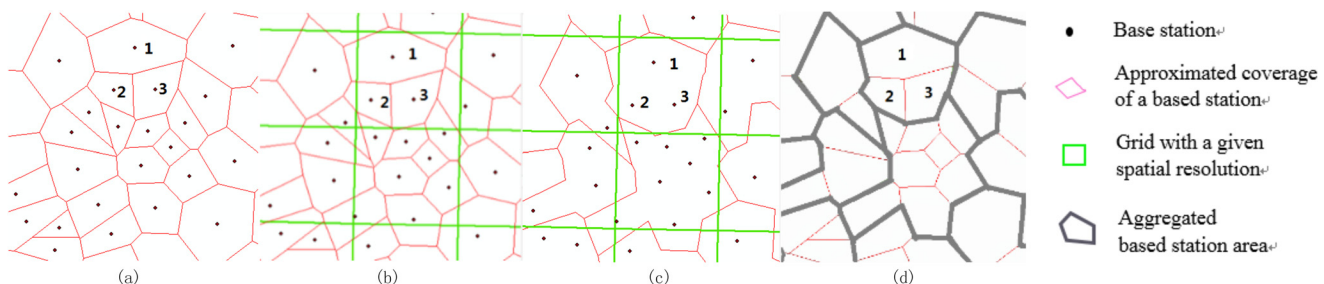 1
2
3
1
2
3
1
2
3
1
2
3
(a)
(b)
(c)
(d)
Base station↵
Approximated coverage
of a based station↵
Grid with a given
spatial resolution↵
Aggregated
based station area↵